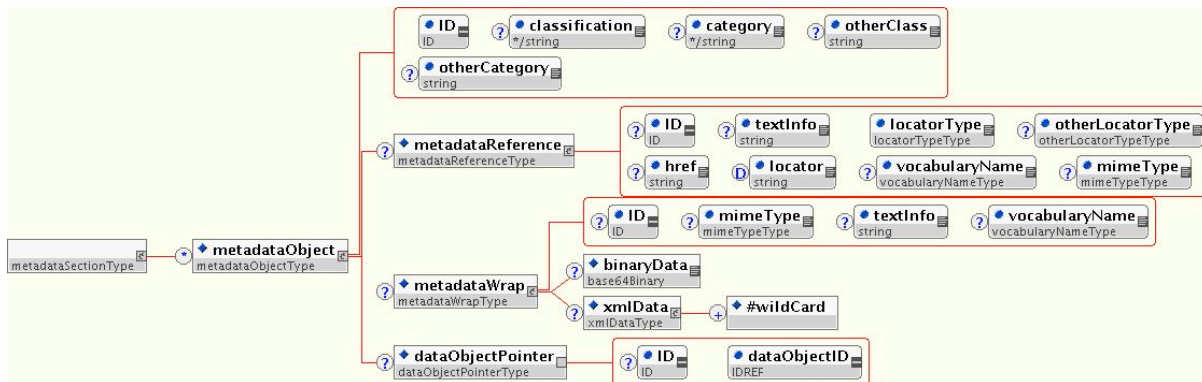 ID classification category otherClass
ID */string */string string
otherCategory
string
? ID ? textInfo locatorType ? otherLocatorType
ID string locatorTypeType otherLocatorTypeType
? metadataReference
metadataReferenceType
? href D locator ? vocabularyName ? mimeType
string string vocabularyNameType mimeTypeType
? ID ? mimeType ? textInfo ? vocabularyName
ID mimeTypeType string vocabularyNameType
* metadataObject
metadataSectionType metadataObjectType
? binaryData
base64Binary
? metadataWrap
metadataWrapType
? xmlData + #wildCard
xmlDataType
? dataObjectPointer ? ID dataObjectID
dataObjectPointerType ID IDREF